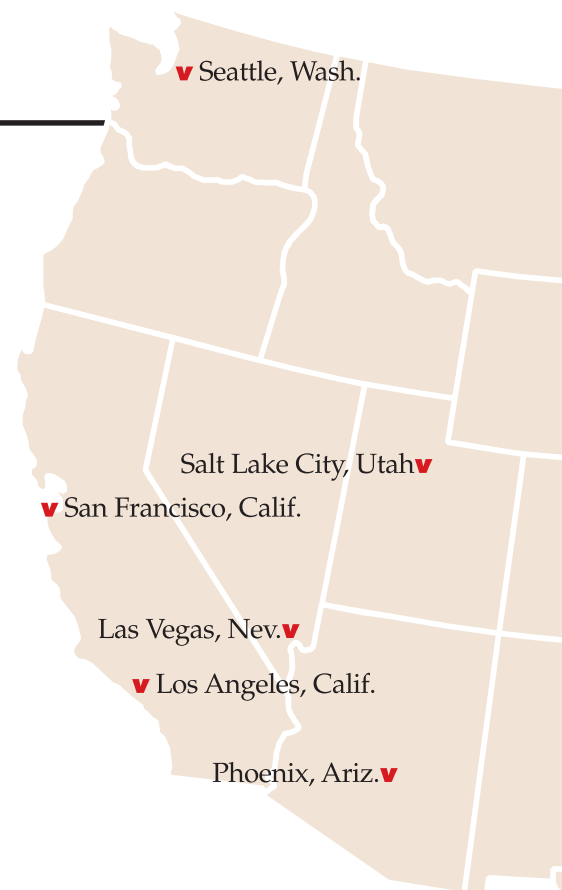 Seattle, Wash.
Salt Lake City, Utah
San Francisco, Calif.
Las Vegas, Nev.
Los Angeles, Calif.
Phoenix, Ariz.